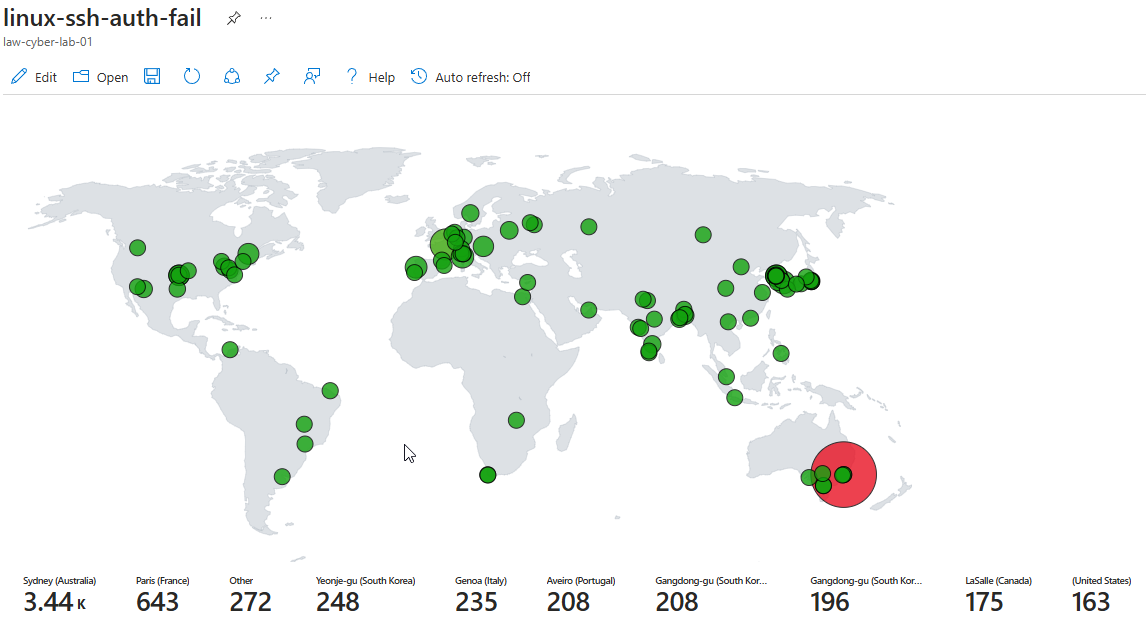 linux-ssh-auth-fail
law-cyber-lab-01
Edit Open Help Auto refresh: Off
Sydney (Australia) Paris (France) Other Yeonje-gu (South Korea) Genoa (Italy) Aveiro (Portugal) Gangdong-gu (South Kor... Gangdong-gu (South Kor... LaSalle (Canada) (United States)
3.44 K 643 272 248 235 208 208 196 175 163